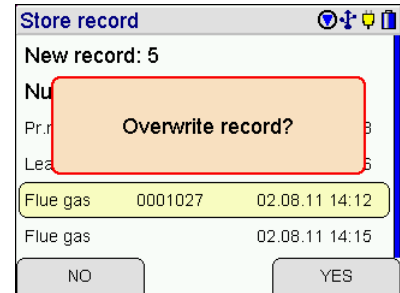 Store record
New record: 5
Nu
Overwrite record?
Pr.r 3
Lea 6
Flue gas 0001027 02.08.11 14:12
Flue gas 02.08.11 14:15
NO YES